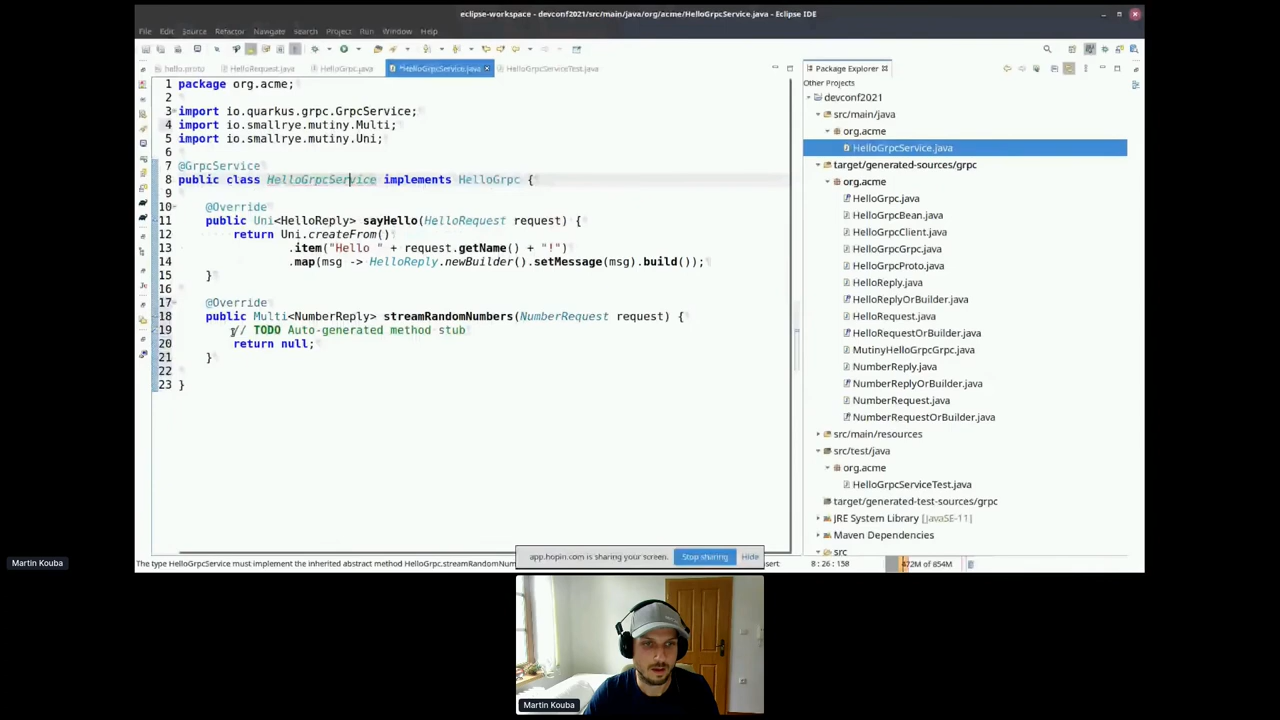 eclipse-workspace - devconf2021/src/main/java/org/acme/HelloGrpcService.java - Eclipse IDE
File Edit Source Refactor Navigate Search Project Run Window Help
hello.proto HelloRequest.java HelloGrpc.java *HelloGrpcService.java HelloGrpcServiceTest.java
1 package org.acme;
2
3 import io.quarkus.grpc.GrpcService;
4 import io.smallrye.mutiny.Multi;
5 import io.smallrye.mutiny.Uni;
6
7 @GrpcService
8 public class HelloGrpcService implements HelloGrpc {
9
10 @Override
11 public Uni<HelloReply> sayHello(HelloRequest request) {
12 return Uni.createFrom()
13 .item("Hello " + request.getName() + "!")
14 .map(msg -> HelloReply.newBuilder().setMessage(msg).build());
15 }
16
17 @Override
18 public Multi<NumberReply> streamRandomNumbers(NumberRequest request) {
19 // TODO Auto-generated method stub
20 return null;
21 }
22
23 }
Package Explorer
Other Projects
devconf2021
src/main/java
org.acme
HelloGrpcService.java
target/generated-sources/grpc
org.acme
HelloGrpc.java
HelloGrpcBean.java
HelloGrpcClient.java
HelloGrpcGrpc.java
HelloGrpcProto.java
HelloReply.java
HelloReplyOrBuilder.java
HelloRequest.java
HelloRequestOrBuilder.java
MutinyHelloGrpcGrpc.java
NumberReply.java
NumberReplyOrBuilder.java
NumberRequest.java
NumberRequestOrBuilder.java
src/main/resources
src/test/java
org.acme
HelloGrpcServiceTest.java
target/generated-test-sources/grpc
JRE System Library [JavaSE-11]
Maven Dependencies
src
app.hopin.com is sharing your screen. Stop sharing Hide
The type HelloGrpcService must implement the inherited abstract method HelloGrpc.streamRandomNum
8 : 26 : 158 472M of 854M
Martin Kouba
Martin Kouba